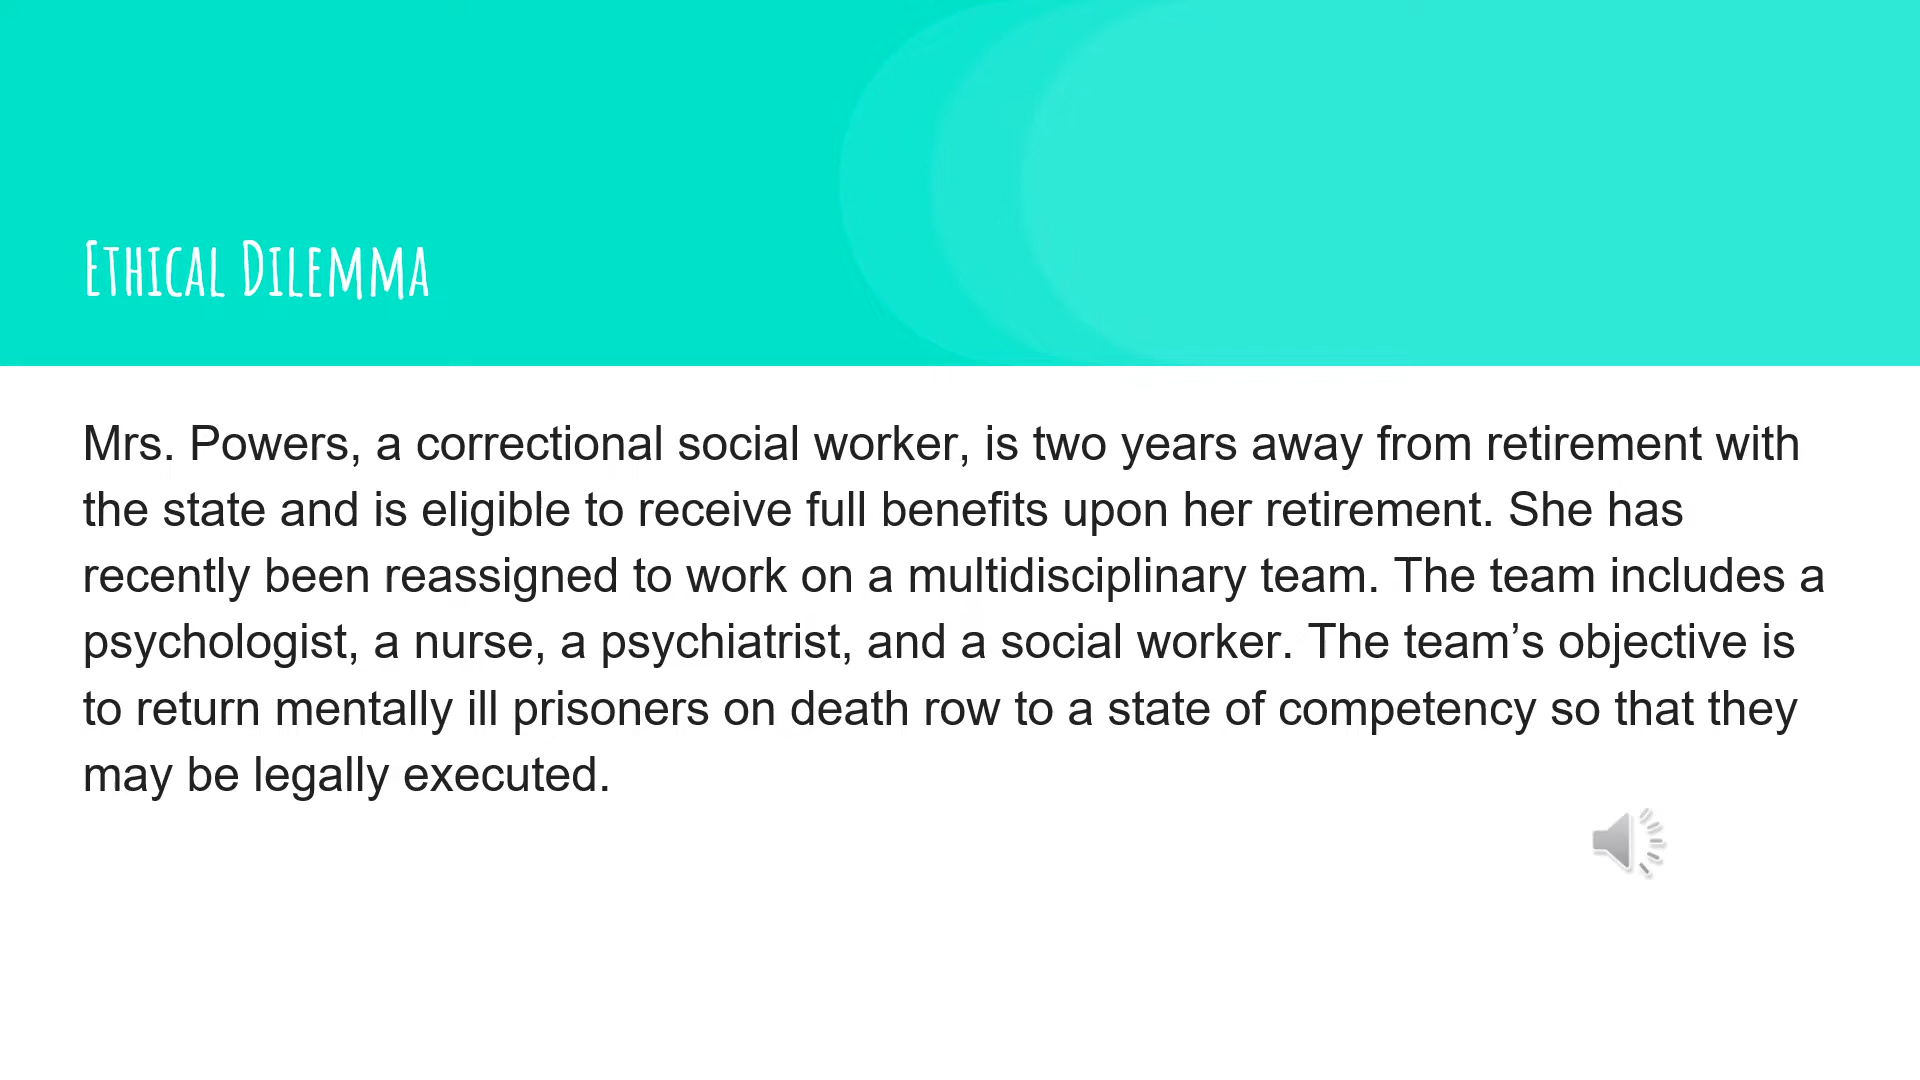 Ethical Dilemma
Mrs. Powers, a correctional social worker, is two years away from retirement with
the state and is eligible to receive full benefits upon her retirement. She has
recently been reassigned to work on a multidisciplinary team. The team includes a
psychologist, a nurse, a psychiatrist, and a social worker. The team’s objective is
to return mentally ill prisoners on death row to a state of competency so that they
may be legally executed.